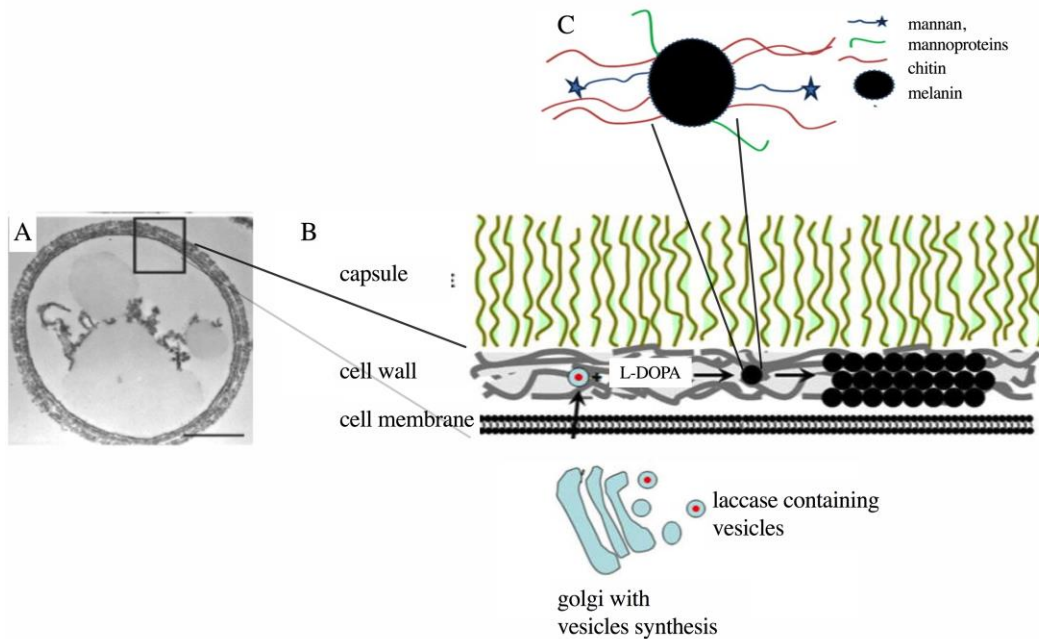 C
mannan,
mannoproteins
chitin
melanin
A
B
capsule
cell wall
+ L-DOPA
cell membrane
laccase containing
vesicles
golgi with
vesicles synthesis